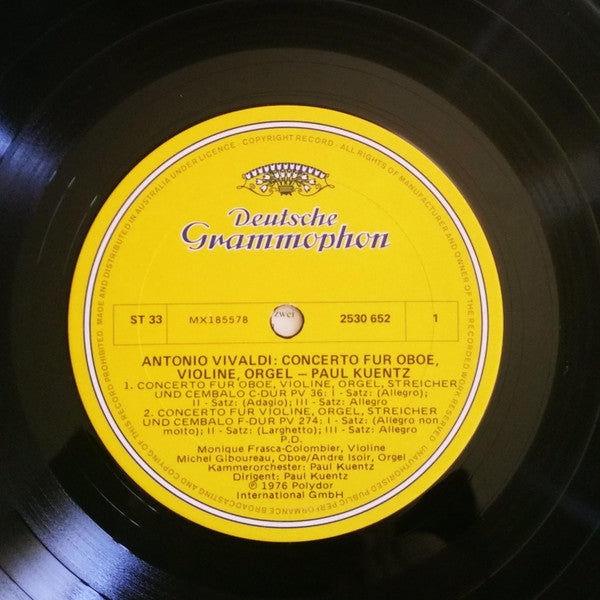 COPYRIGHT RECORD · ALL RIGHTS OF MANUFACTURER AND OWNER OF THE RECORDED WORK RESERVED. UNAUTHORISED PUBLIC PERFORMANCE BROADCASTING AND COPYING OF THIS RECORD PROHIBITED. MADE AND DISTRIBUTED IN AUSTRALIA UNDER LICENCE ·
Deutsche
Grammophon
ST 33
MX185578
zwer
2530 652
1
ANTONIO VIVALDI: CONCERTO FUR OBOE,
VIOLINE, ORGEL — PAUL KUENTZ
1. CONCERTO FUR OBOE, VIOLINE, ORGEL, STREICHER
UND CEMBALO C-DUR PV 36: I - Satz: (Allegro);
II - Satz: (Adagio); III - Satz: Allegro
2. CONCERTO FUR VIOLINE, ORGEL, STREICHER
UND CEMBALO F-DUR PV 274: I - Satz: (Allegro non
molto); II - Satz: (Larghetto); III - Satz: Allegro
P.D.
Monique Frasca-Colombier, Violine
Michel Giboureau, Oboe/Andre Isoir, Orgel
Kammerorchester: Paul Kuentz
Dirigent: Paul Kuentz
℗ 1976 Polydor
International GmbH